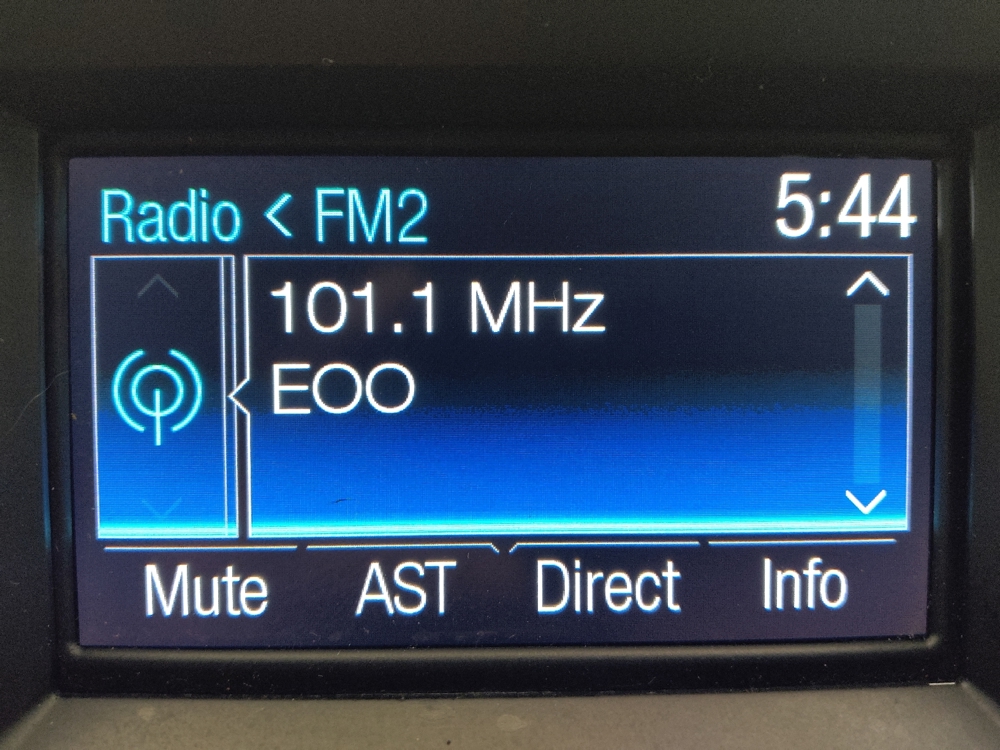 Radio < FM2 5:44
101.1 MHz
EOO
Mute AST Direct Info